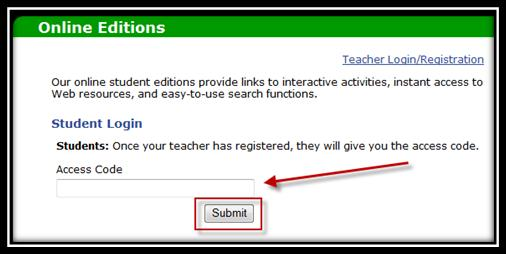 Online Editions
Teacher Login/Registration
Our online student editions provide links to interactive activities, instant access to
Web resources, and easy-to-use search functions.
Student Login
Students: Once your teacher has registered, they will give you the access code.
Access Code
Submit